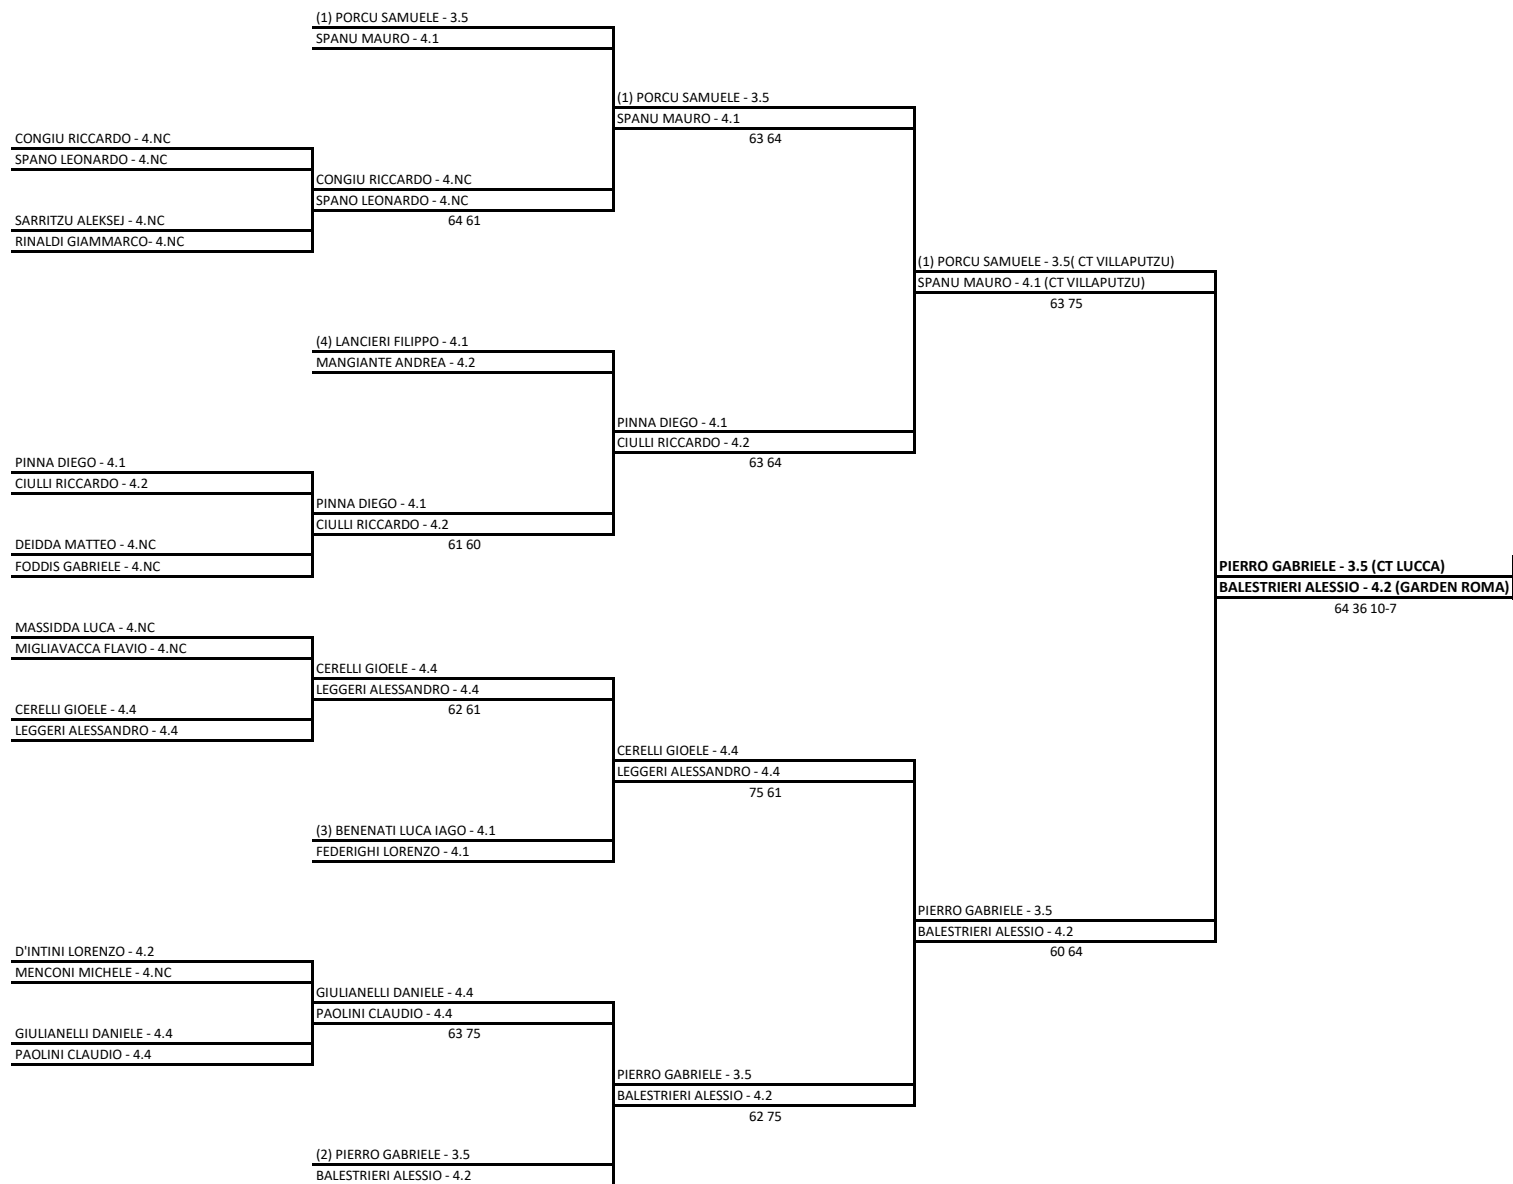 (1) PORCU SAMUELE - 3.5
SPANU MAURO - 4.1
(1) PORCU SAMUELE - 3.5
SPANU MAURO - 4.1
63 64
CONGIU RICCARDO - 4.NC
SPANO LEONARDO - 4.NC
CONGIU RICCARDO - 4.NC
SPANO LEONARDO - 4.NC
64 61
SARRITZU ALEKSEJ - 4.NC
RINALDI GIAMMARCO- 4.NC
(1) PORCU SAMUELE - 3.5( CT VILLAPUTZU)
SPANU MAURO - 4.1 (CT VILLAPUTZU)
63 75
(4) LANCIERI FILIPPO - 4.1
MANGIANTE ANDREA - 4.2
PINNA DIEGO - 4.1
CIULLI RICCARDO - 4.2
63 64
PINNA DIEGO - 4.1
CIULLI RICCARDO - 4.2
PINNA DIEGO - 4.1
CIULLI RICCARDO - 4.2
61 60
DEIDDA MATTEO - 4.NC
FODDIS GABRIELE - 4.NC
PIERRO GABRIELE - 3.5 (CT LUCCA)
BALESTRIERI ALESSIO - 4.2 (GARDEN ROMA)
64 36 10-7
MASSIDDA LUCA - 4.NC
MIGLIAVACCA FLAVIO - 4.NC
CERELLI GIOELE - 4.4
LEGGERI ALESSANDRO - 4.4
62 61
CERELLI GIOELE - 4.4
LEGGERI ALESSANDRO - 4.4
CERELLI GIOELE - 4.4
LEGGERI ALESSANDRO - 4.4
75 61
(3) BENENATI LUCA IAGO - 4.1
FEDERIGHI LORENZO - 4.1
PIERRO GABRIELE - 3.5
BALESTRIERI ALESSIO - 4.2
60 64
D'INTINI LORENZO - 4.2
MENCONI MICHELE - 4.NC
GIULIANELLI DANIELE - 4.4
PAOLINI CLAUDIO - 4.4
63 75
GIULIANELLI DANIELE - 4.4
PAOLINI CLAUDIO - 4.4
PIERRO GABRIELE - 3.5
BALESTRIERI ALESSIO - 4.2
62 75
(2) PIERRO GABRIELE - 3.5
BALESTRIERI ALESSIO - 4.2